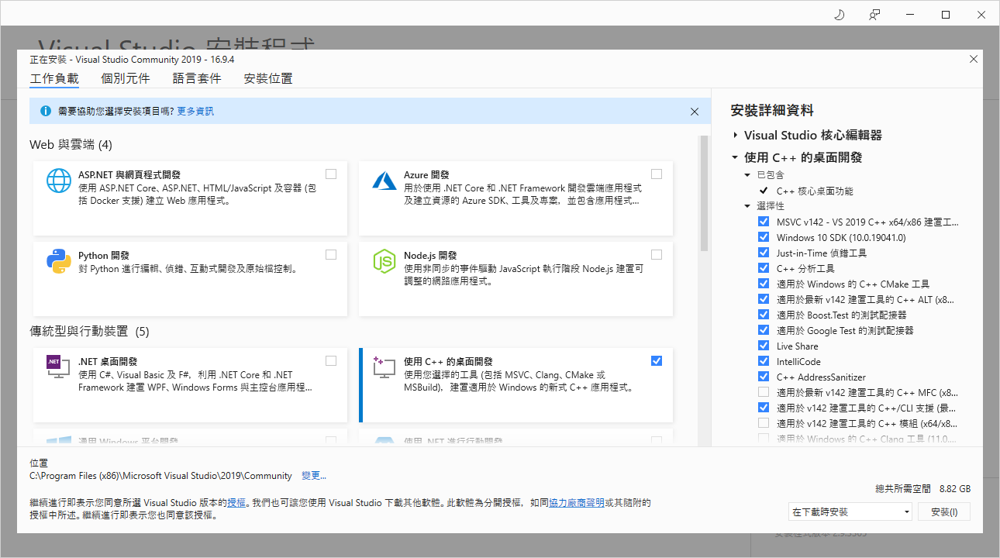 Visual Studio 安裝程式
正在安裝 - Visual Studio Community 2019 - 16.9.4
工作負載 個別元件 語言套件 安裝位置
需要協助您選擇安裝項目嗎? 更多資訊
Web 與雲端 (4)
ASP.NET 與網頁程式開發
使用 ASP.NET Core、ASP.NET、HTML/JavaScript 及容器 (包
括 Docker 支援) 建立 Web 應用程式。
Azure 開發
用於使用 .NET Core 和 .NET Framework 開發雲端應用程式
及建立資源的 Azure SDK、工具及專案，並包含應用程式...
Python 開發
對 Python 進行編輯、偵錯、互動式開發及原始檔控制。
Node.js 開發
使用非同步的事件驅動 JavaScript 執行階段 Node.js 建置可
調整的網路應用程式。
傳統型與行動裝置 (5)
.NET
.NET 桌面開發
使用 C#、Visual Basic 及 F#，利用 .NET Core 和 .NET
Framework 建置 WPF、Windows Forms 與主控台應用程...
使用 C++ 的桌面開發
使用您選擇的工具 (包括 MSVC、Clang、CMake 或
MSBuild)，建置適用於 Windows 的新式 C++ 應用程式。
通用 Windows 平台開發
使用 .NET 進行行動開發
安裝詳細資料
Visual Studio 核心編輯器
使用 C++ 的桌面開發
已包含
C++ 核心桌面功能
選擇性
MSVC v142 - VS 2019 C++ x64/x86 建置工...
Windows 10 SDK (10.0.19041.0)
Just-in-Time 偵錯工具
C++ 分析工具
適用於 Windows 的 C++ CMake 工具
適用於最新 v142 建置工具的 C++ ALT (x8...
適用於 Boost.Test 的測試配接器
適用於 Google Test 的測試配接器
Live Share
IntelliCode
C++ AddressSanitizer
適用於最新 v142 建置工具的 C++ MFC (x8...
適用於 v142 建置工具的 C++/CLI 支援 (最...
適用於 v142 建置工具的 C++ 模組 (x64/x8...
適用於 Windows 的 C++ Clang 工具 (11.0....
位置
C:\Program Files (x86)\Microsoft Visual Studio\2019\Community 變更...
繼續進行即表示您同意所選 Visual Studio 版本的授權。我們也可讓您使用 Visual Studio 下載其他軟體。此軟體為分開授權，如同協力廠商聲明或其隨附的
授權中所述。繼續進行即表示您也同意該授權。
總共所需空間 8.82 GB
在下載時安裝 安裝(I)
安裝程式版本 2.9.3365